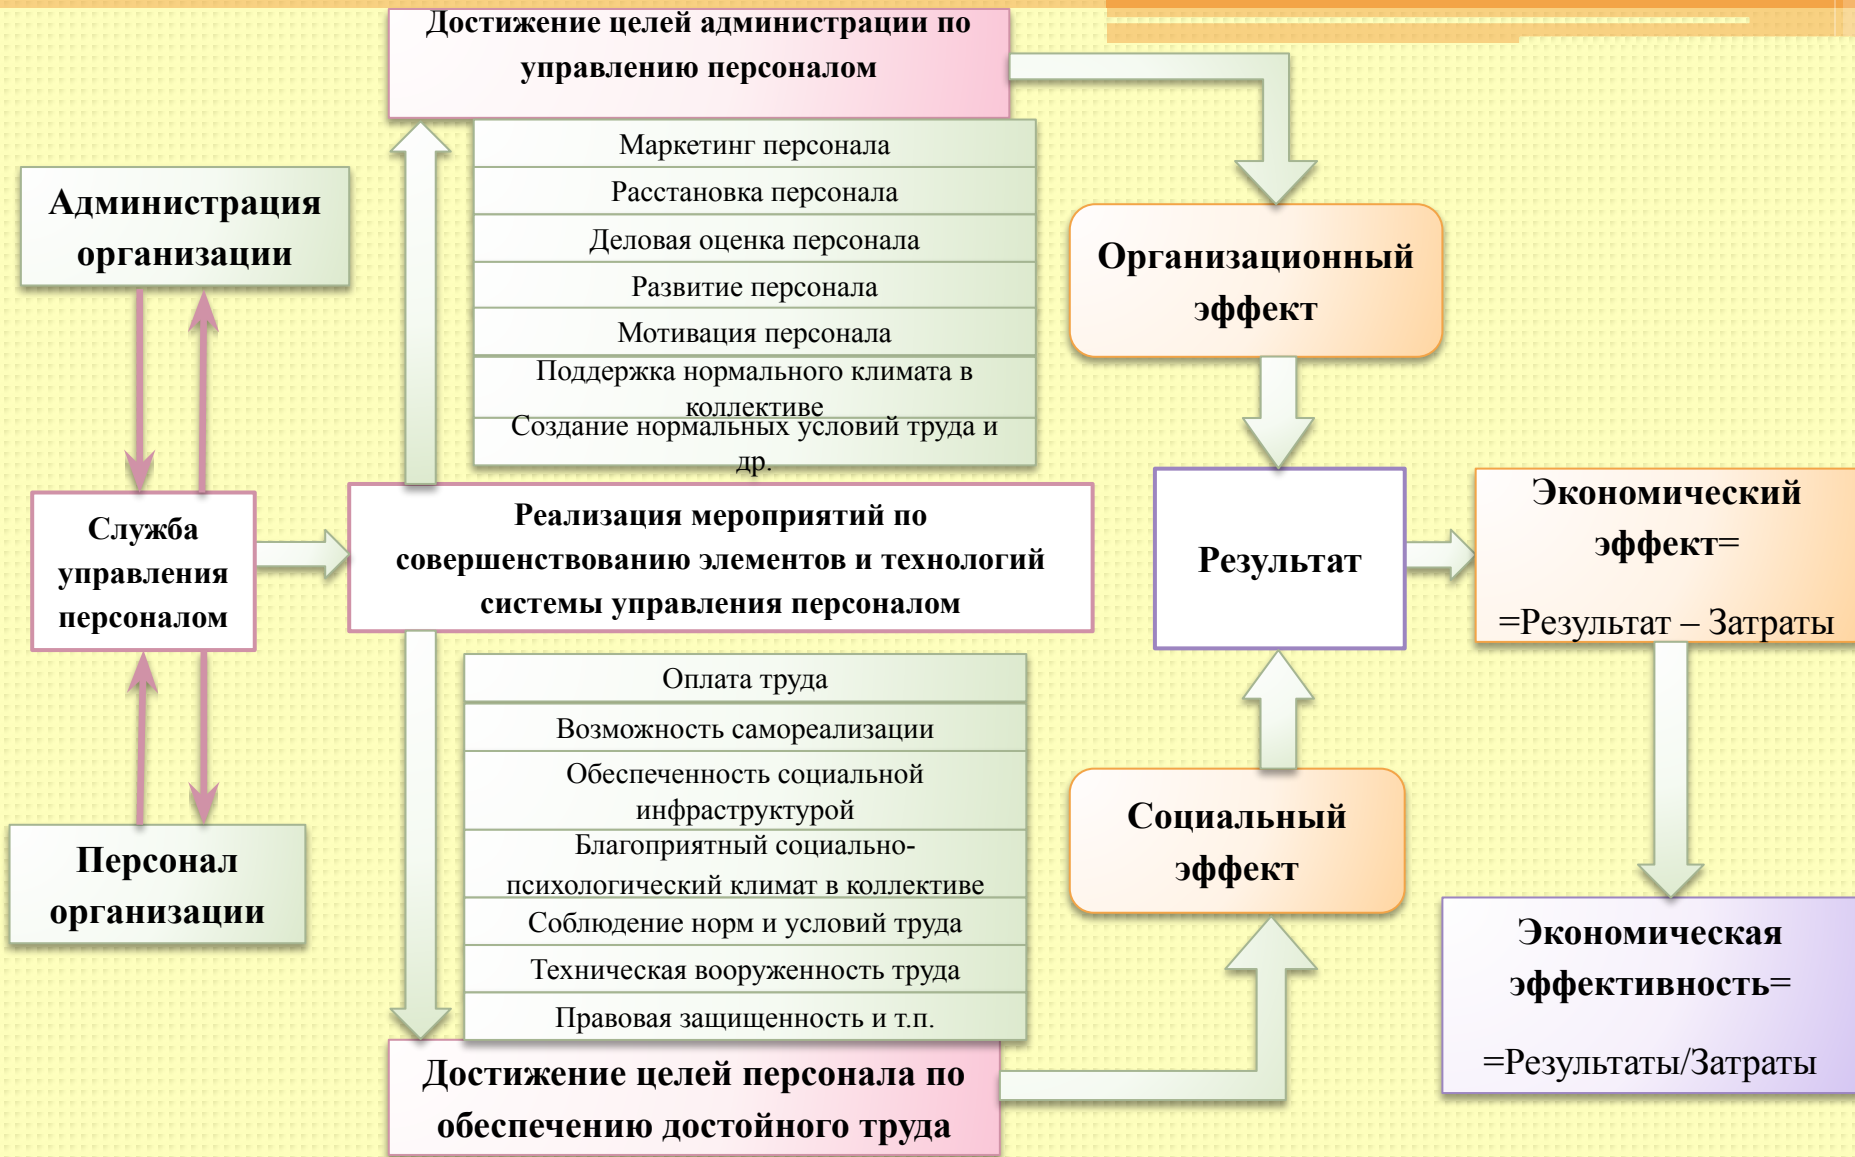 Достижение целей администрации по
управлению персоналом
Маркетинг персонала
Расстановка персонала
Деловая оценка персонала
Развитие персонала
Мотивация персонала
Поддержка нормального климата в
коллективе
Создание нормальных условий труда и
др.
Администрация
организации
Служба
управления
персоналом
Персонал
организации
Реализация мероприятий по
совершенствованию элементов и технологий
системы управления персоналом
Оплата труда
Возможность самореализации
Обеспеченность социальной
инфраструктурой
Благоприятный социально-
психологический климат в коллективе
Соблюдение норм и условий труда
Техническая вооруженность труда
Правовая защищенность и т.п.
Достижение целей персонала по
обеспечению достойного труда
Организационный
эффект
Результат
Социальный
эффект
Экономический
эффект=
=Результат – Затраты
Экономическая
эффективность=
=Результаты/Затраты